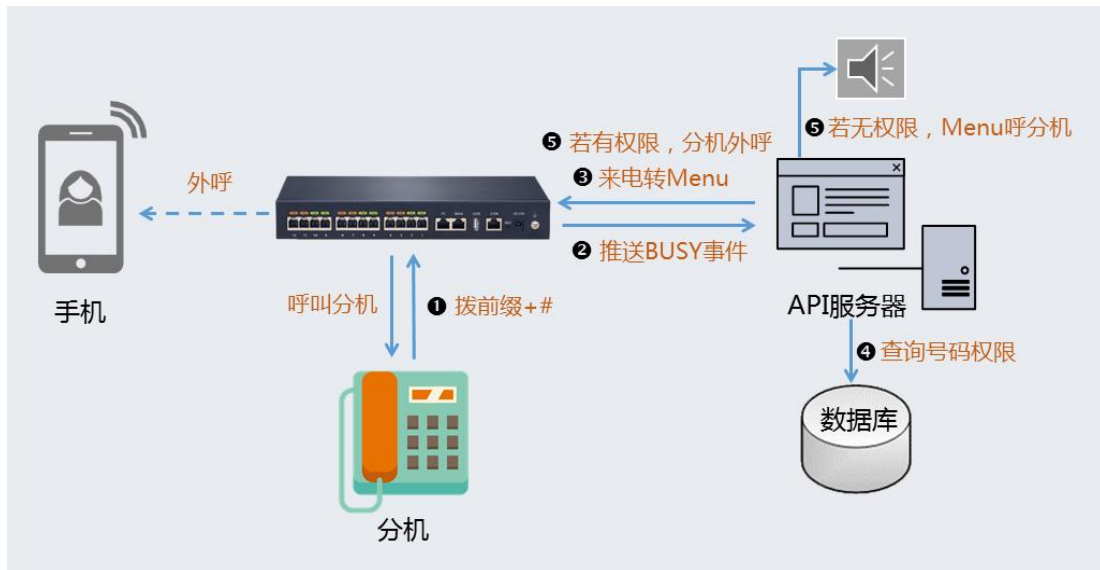 ❺ 若无权限，Menu呼分机
❺ 若有权限，分机外呼
❸ 来电转Menu
外呼
❷ 推送BUSY事件
手机
呼叫分机
❶ 拨前缀+#
API服务器
❹ 查询号码权限
数据库
分机